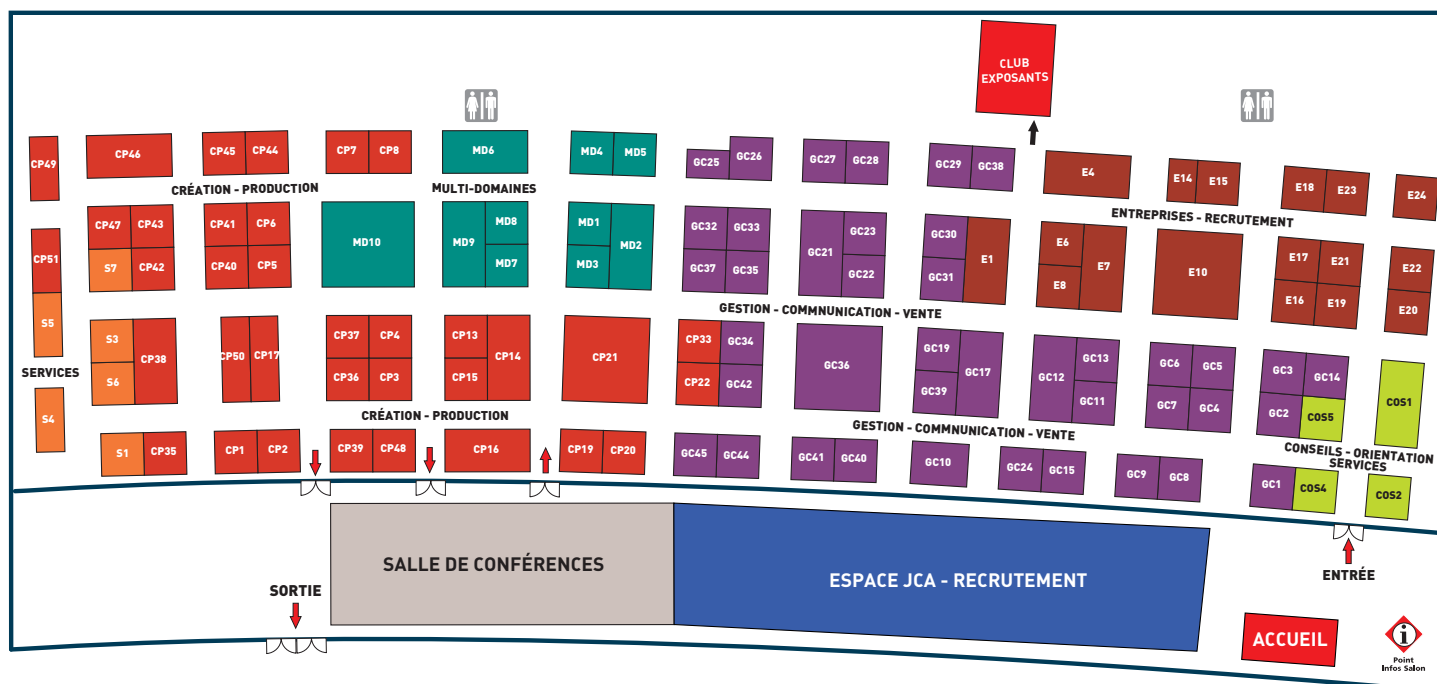 CLUB
EXPOSANTS
CP49
CP46
CP45
CP44
CP7
CP8
MD6
MD4
MD5
GC25
GC26
GC27
GC28
GC29
GC38
E4
E14
E15
E18
E23
E24
CRÉATION - PRODUCTION
MULTI-DOMAINES
ENTREPRISES - RECRUTEMENT
CP51
CP47
CP43
CP41
CP6
MD10
MD9
MD8
MD1
MD2
GC32
GC33
GC21
GC23
GC30
E1
E6
E7
E10
E17
E21
E22
S7
CP42
CP40
CP5
MD7
MD3
GC37
GC35
GC22
GC31
E8
E16
E19
E20
GESTION - COMMNUNICATION - VENTE
S5
S3
CP38
CP50
CP17
CP37
CP4
CP13
CP14
CP21
CP33
GC34
GC36
GC19
GC17
GC12
GC13
GC6
GC5
GC3
GC14
COS1
SERVICES
S6
CP36
CP3
CP15
CP22
GC42
GC39
GC11
GC7
GC4
GC2
COS5
S4
CRÉATION - PRODUCTION
GESTION - COMMNUNICATION - VENTE
CONSEILS - ORIENTATION
SERVICES
S1
CP35
CP1
CP2
CP39
CP48
CP16
CP19
CP20
GC45
GC44
GC41
GC40
GC10
GC24
GC15
GC9
GC8
GC1
COS4
COS2
SALLE DE CONFÉRENCES
ESPACE JCA - RECRUTEMENT
ENTRÉE
SORTIE
ACCUEIL
i
Point
Infos Salon